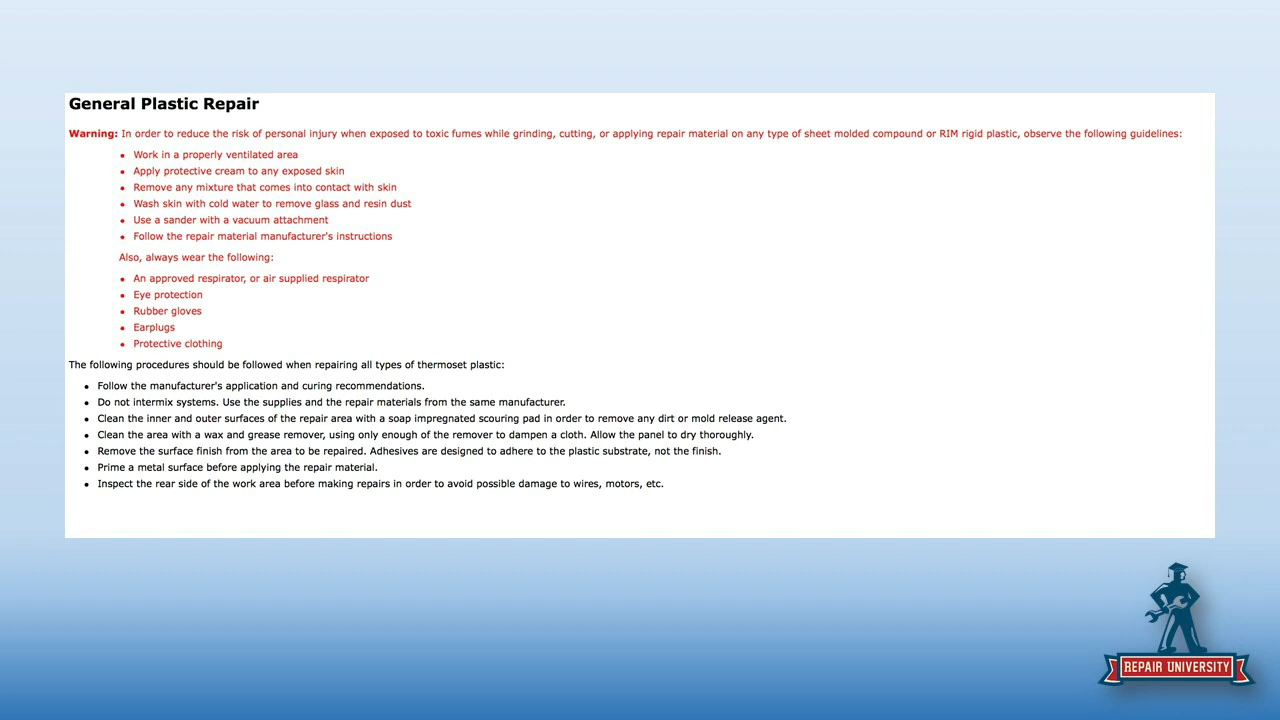 General Plastic Repair
Warning: In order to reduce the risk of personal injury when exposed to toxic fumes while grinding, cutting, or applying repair material on any type of sheet molded compound or RIM rigid plastic, observe the following guidelines:
• Work in a properly ventilated area
• Apply protective cream to any exposed skin
• Remove any mixture that comes into contact with skin
• Wash skin with cold water to remove glass and resin dust
• Use a sander with a vacuum attachment
• Follow the repair material manufacturer's instructions
Also, always wear the following:
• An approved respirator, or air supplied respirator
• Eye protection
• Rubber gloves
• Earplugs
• Protective clothing
The following procedures should be followed when repairing all types of thermoset plastic:
• Follow the manufacturer's application and curing recommendations.
• Do not intermix systems. Use the supplies and the repair materials from the same manufacturer.
• Clean the inner and outer surfaces of the repair area with a soap impregnated scouring pad in order to remove any dirt or mold release agent.
• Clean the area with a wax and grease remover, using only enough of the remover to dampen a cloth. Allow the panel to dry thoroughly.
• Remove the surface finish from the area to be repaired. Adhesives are designed to adhere to the plastic substrate, not the finish.
• Prime a metal surface before applying the repair material.
• Inspect the rear side of the work area before making repairs in order to avoid possible damage to wires, motors, etc.
REPAIR UNIVERSITY